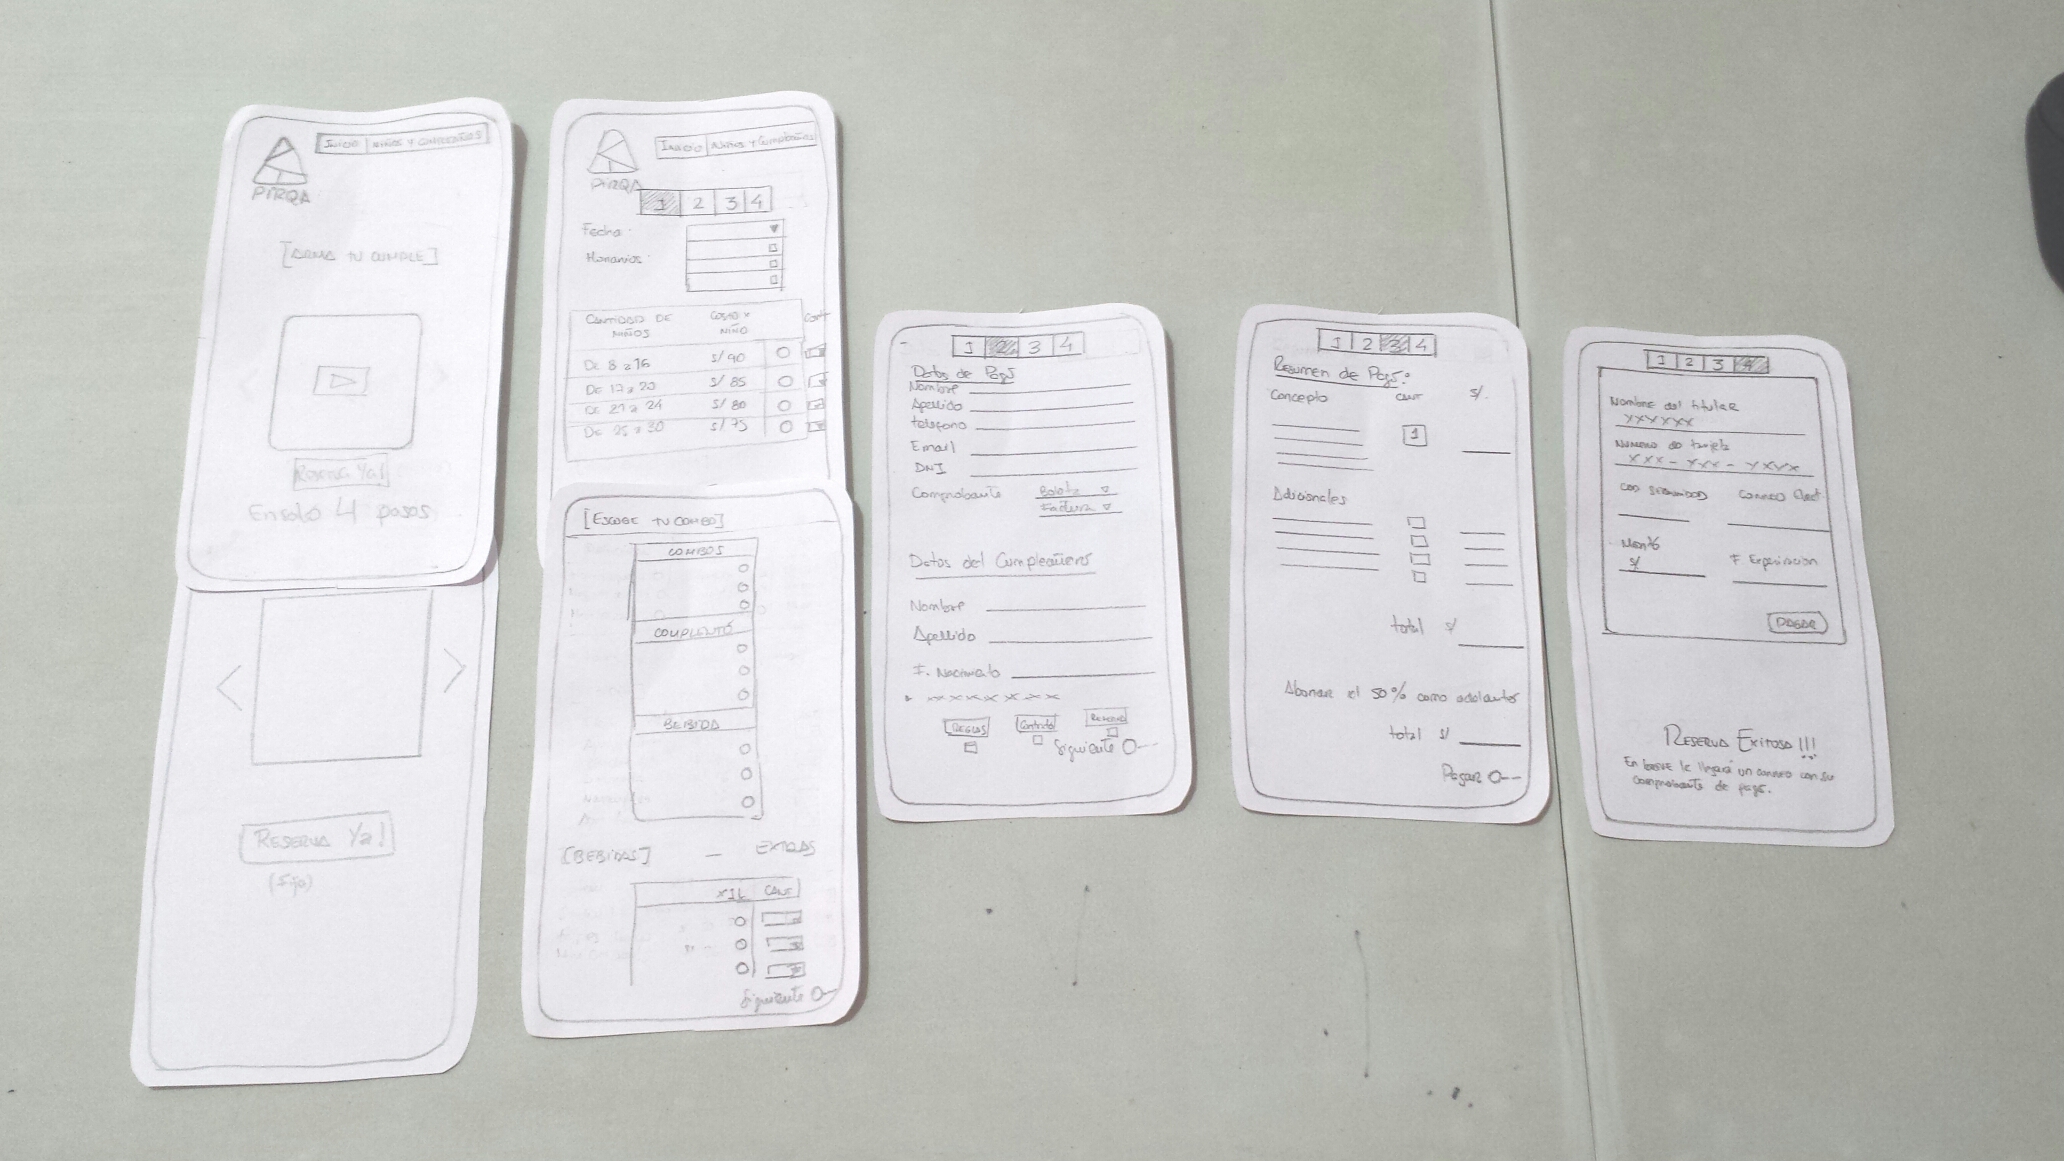 PIRQA
INICIO NIÑOS Y CUMPLEAÑOS
[ARMA TU CUMPLE]
RESERVA Ya!
En solo 4 pasos
RESERVA Ya!
(Fijo)
PIRQA
INICIO NIÑOS Y CUMPLEAÑOS
1 2 3 4
Fecha:
Horarios:
CANTIDAD DE NIÑOS COSTO x NIÑO CANT
De 8 a 16 S/ 90
De 17 a 20 S/ 85
De 21 a 24 S/ 80
De 25 a 30 S/ 75
[ESCOGE TU COMBO]
COMBOS
BEBIDA
[BEBIDAS] — EXTRAS
x1L CANT
Siguiente
1 2 3 4
Datos de Pago
Nombre
Apellido
telefono
Email
DNI
Comprobante Boleta
Factura
Datos del Cumpleañero
Nombre
Apellido
F. Nacimiento
* xxxxxxx
REGLAS Contrato
Siguiente
1 2 3 4
Resumen de Pago:
Concepto CANT S/.
1
Adicionales
total S/
Abonar el 50% como adelanto
total S/
Pagar
1 2 3 4
Nombre del titular
XXXXXX
Numero de tarjeta
XXX - XXX - XXXX
COD SEGURIDAD Correo Elect.
Monto
S/
F. Expiracion
PAGAR
RESERVA EXITOSA!!!
En breve le llegará un correo con su
comprobante de pago.